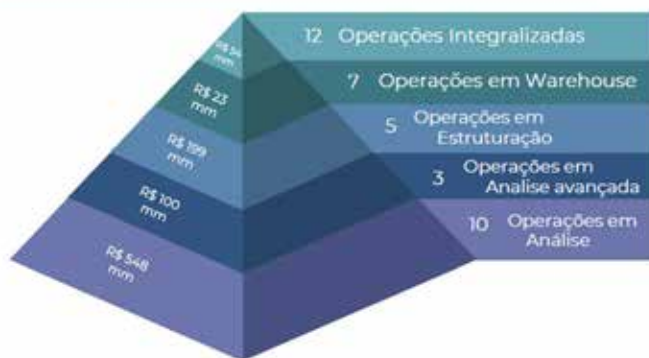 12 Operações Integralizadas
R$ 54
mm
7 Operações em Warehouse
R$ 23
mm
5 Operações em
Estruturação
R$ 199
mm
3 Operações em
Analise avançada
R$ 100
mm
10 Operações em
Análise
R$ 548
mm